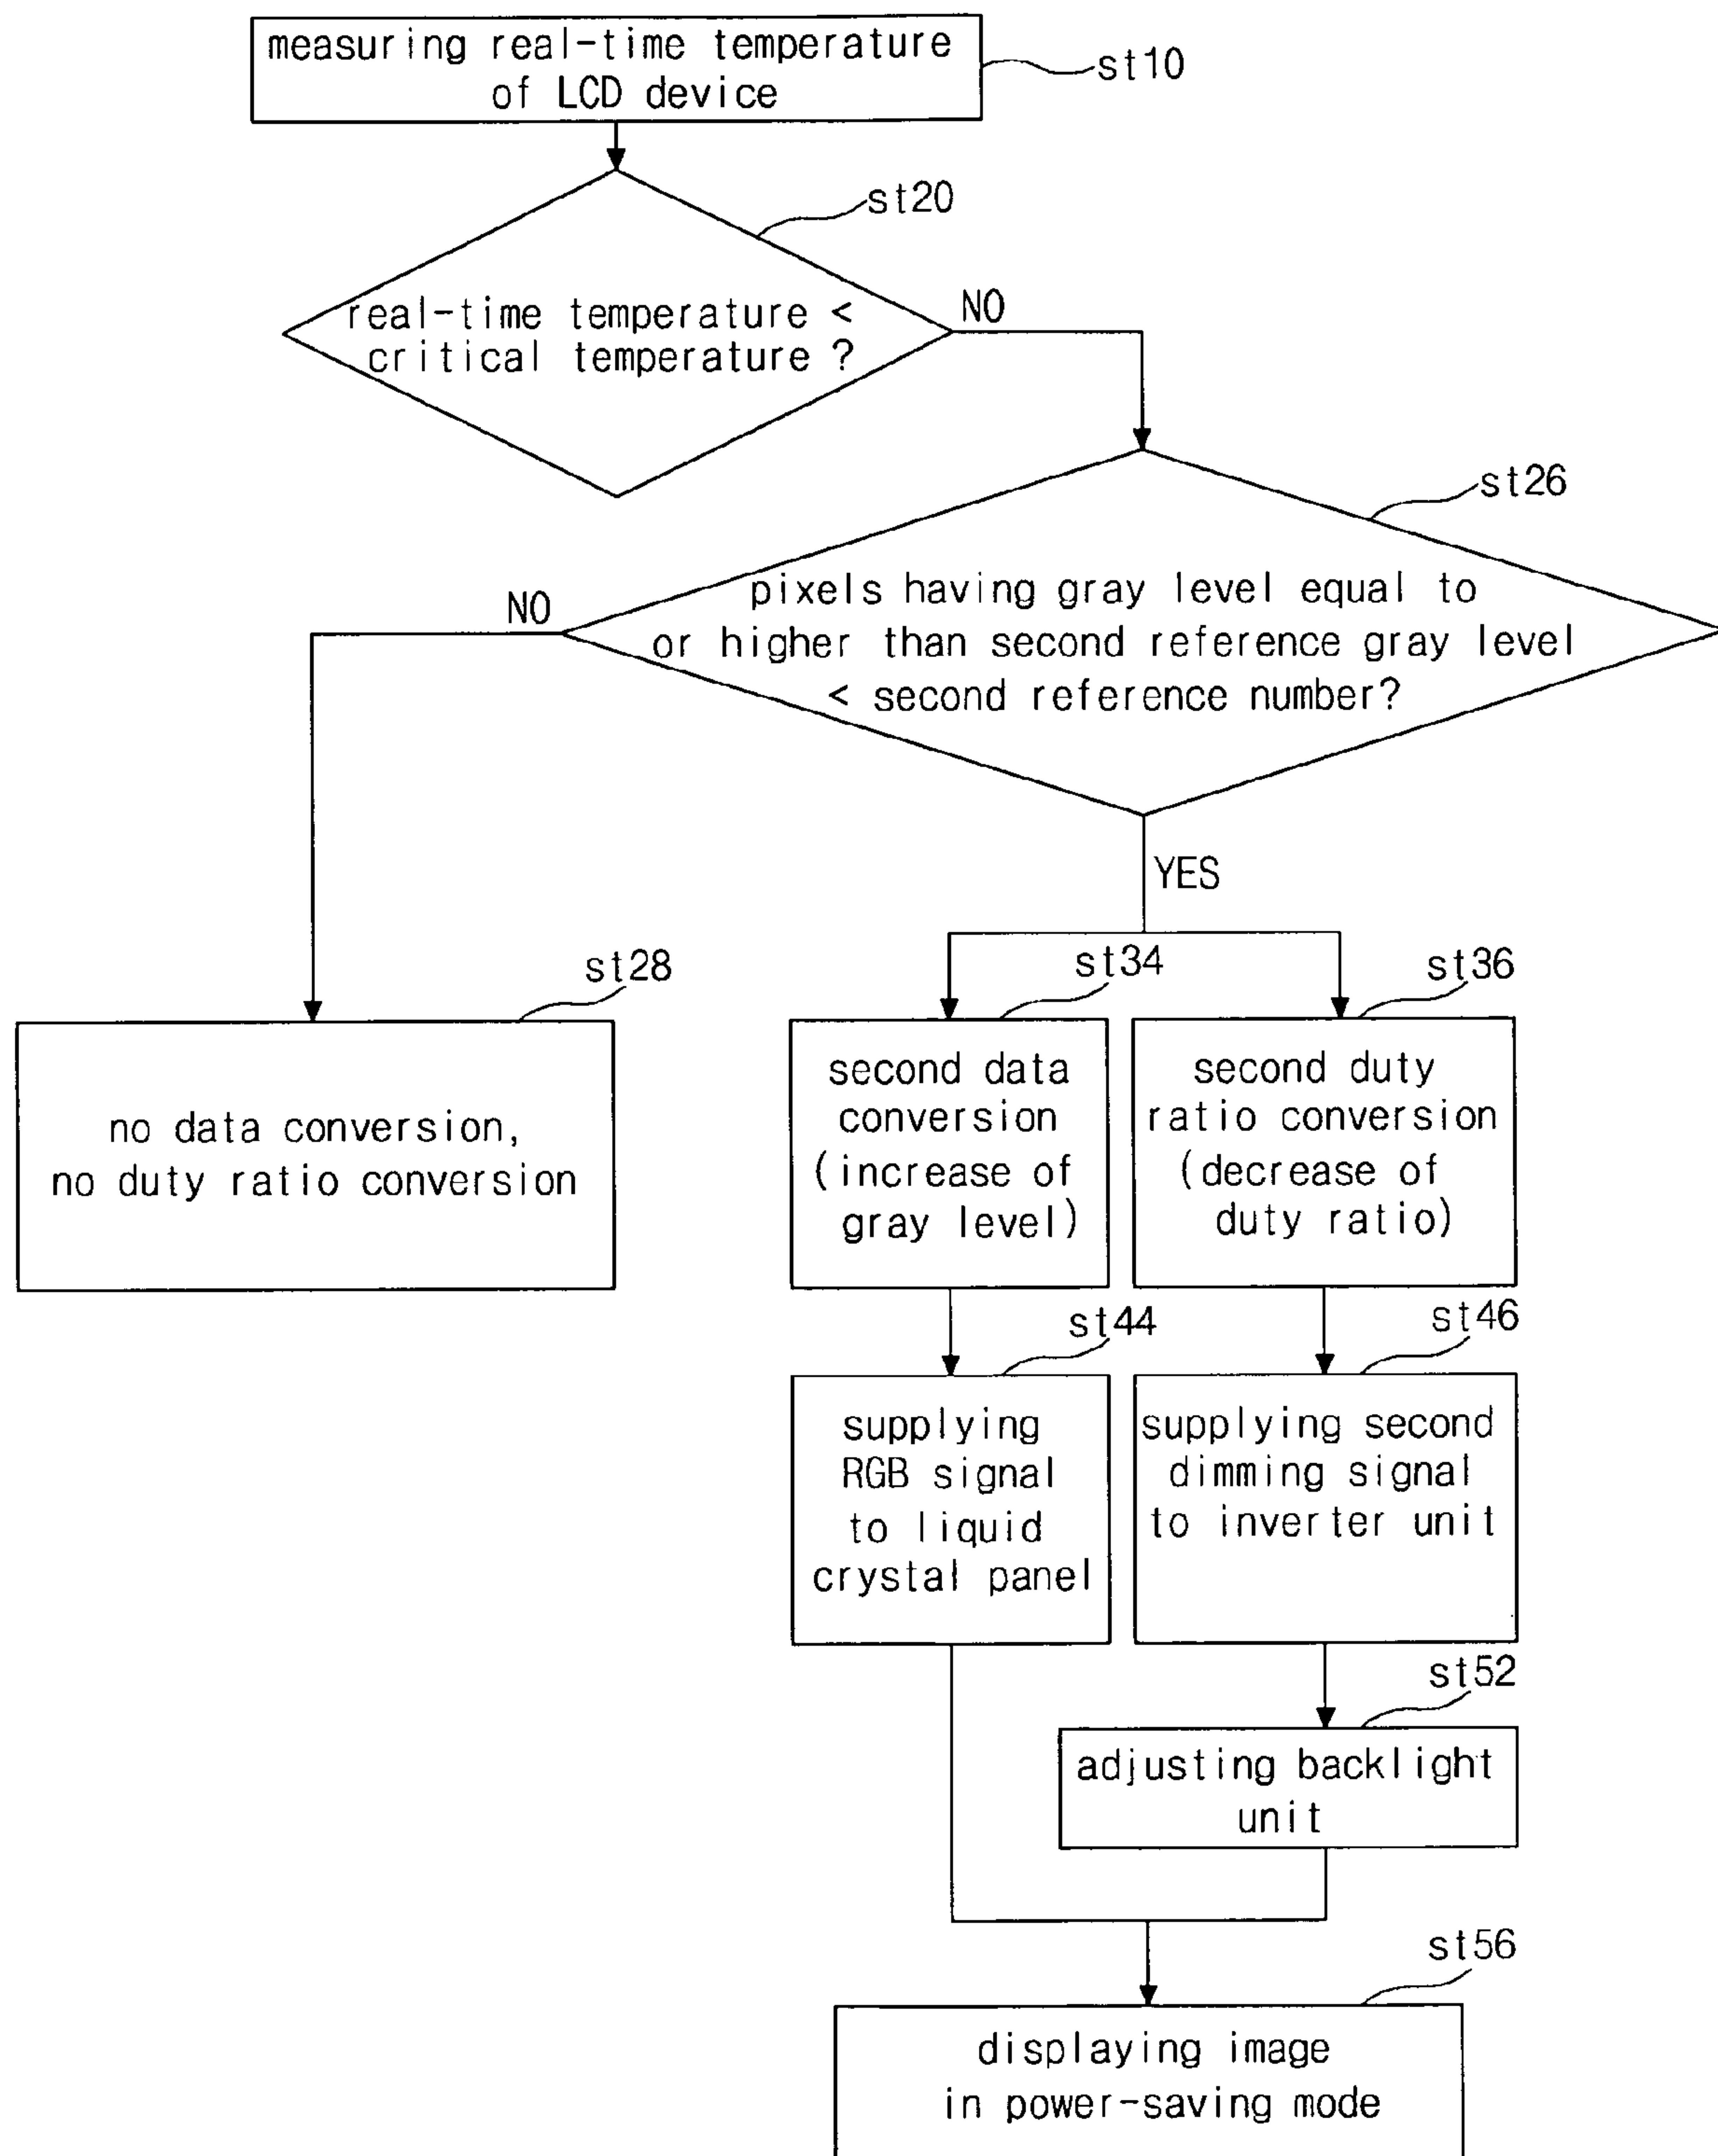 measuring real-time temperature
of LCD device
st10
st20
real-time temperature <
critical temperature ?
NO
st26
pixels having gray level equal to
or higher than second reference gray level
< second reference number?
NO
YES
st28
no data conversion,
no duty ratio conversion
st34
second data
conversion
(increase of
gray level)
st36
second duty
ratio conversion
(decrease of
duty ratio)
st44
supplying
RGB signal
to liquid
crystal panel
st46
supplying second
dimming signal
to inverter unit
st52
adjusting backlight
unit
st56
displaying image
in power-saving mode